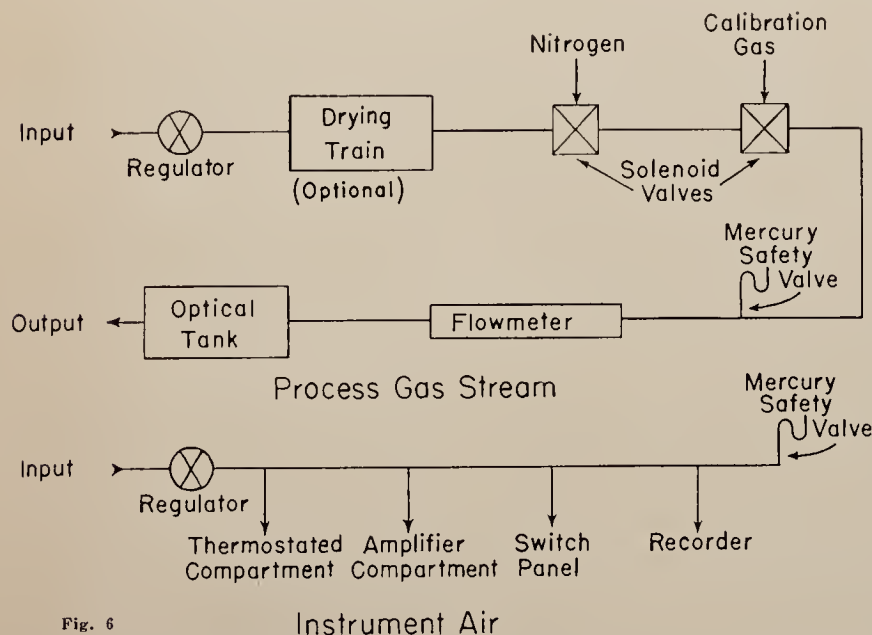 Nitrogen
Calibration
Gas
Input
Regulator
Drying
Train
(Optional)
Solenoid
Valves
Mercury
Safety
Valve
Output
Optical
Tank
Flowmeter
Process Gas Stream
Mercury
Safety
Valve
Input
Regulator
Thermostated
Compartment
Amplifier
Compartment
Switch
Panel
Recorder
Fig. 6
Instrument Air